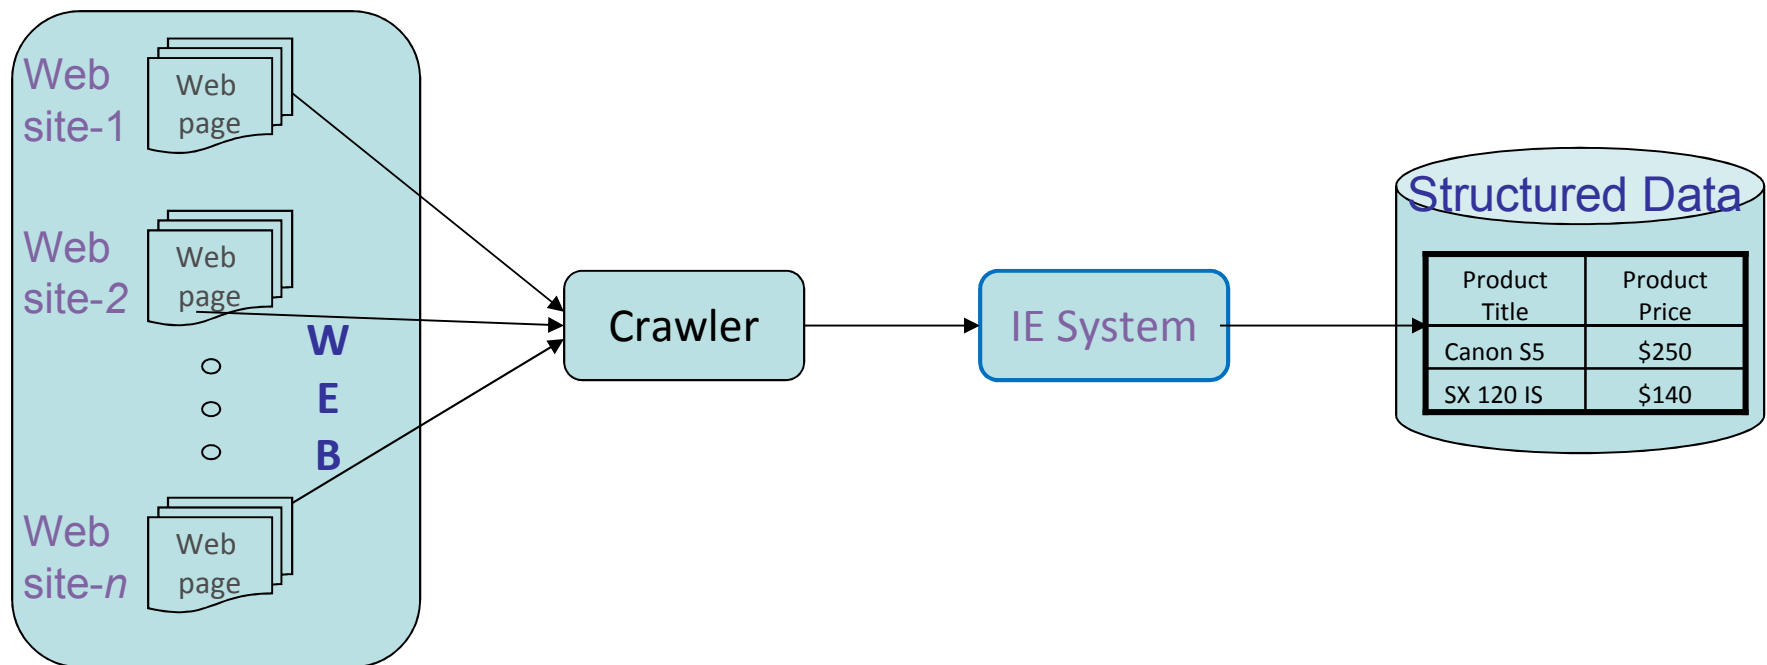 Web
site-1
Web
page
Web
site-2
Web
page
W
E
B
Web
site-n
Web
page
Crawler
IE System
Structured Data
Product
Title
Product
Price
Canon S5
$250
SX 120 IS
$140